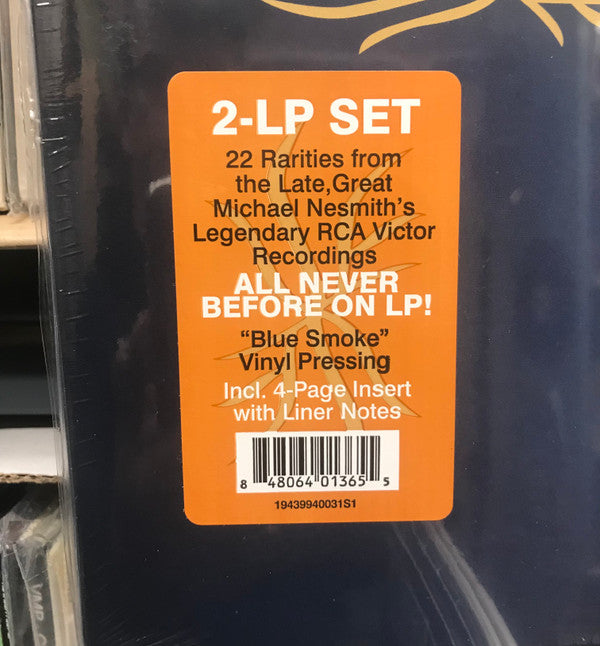 2-LP SET
22 Rarities from
the Late,Great
Michael Nesmith's
Legendary RCA Victor
Recordings
ALL NEVER
BEFORE ON LP!
"Blue Smoke"
Vinyl Pressing
Incl. 4-Page Insert
with Liner Notes
8 48064 01365 5
19439940031S1
VMP